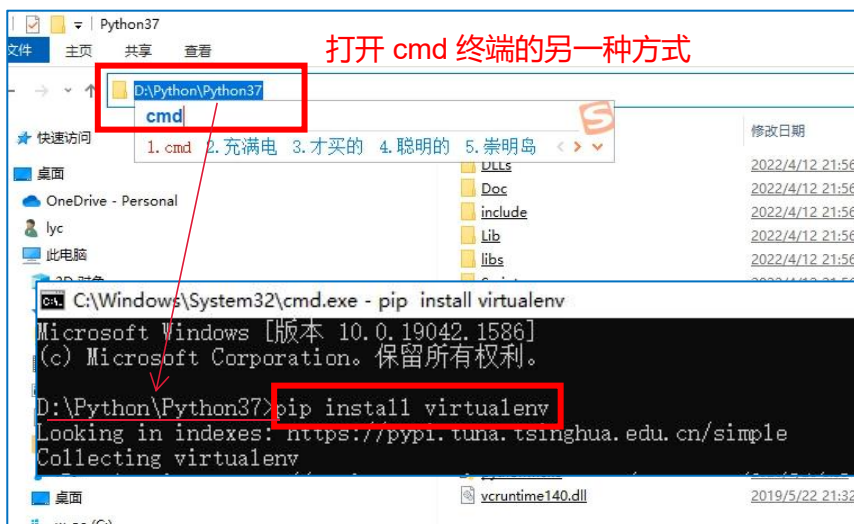 Python37
文件 主页 共享 查看
打开 cmd 终端的另一种方式
D:\Python\Python37
cmd
1. cmd 2. 充满电 3. 才买的 4. 聪明的 5. 崇明岛
修改日期
快速访问
桌面
DLLs 2022/4/12 21:56
Doc 2022/4/12 21:56
OneDrive - Personal
include 2022/4/12 21:56
lyc
Lib 2022/4/12 21:56
此电脑
libs 2022/4/12 21:56
C:\Windows\System32\cmd.exe - pip install virtualenv
Microsoft Windows [版本 10.0.19042.1586]
(c) Microsoft Corporation。保留所有权利。
D:\Python\Python37>pip install virtualenv
Looking in indexes: https://pypi.tuna.tsinghua.edu.cn/simple
Collecting virtualenv
桌面
vcruntime140.dll 2019/5/22 21:32